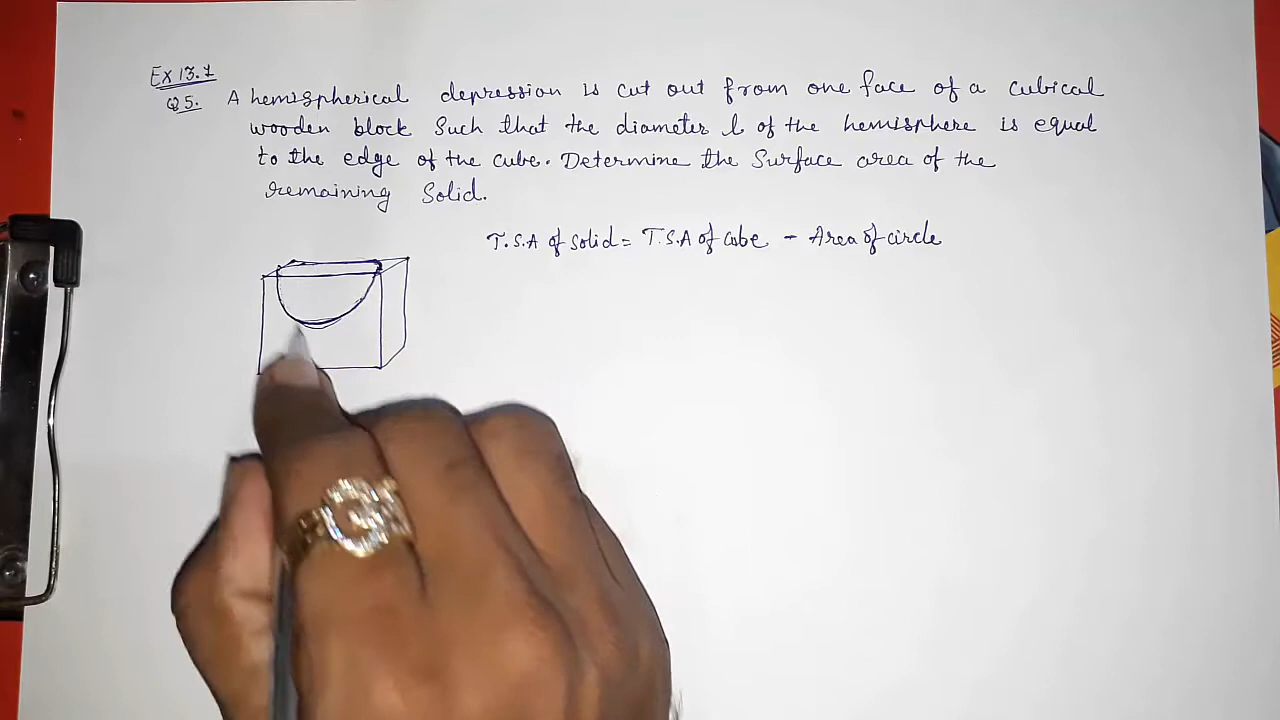 Ex 13.1
Q5. A hemispherical depression is cut out from one face of a cubical
wooden block Such that the diameter l of the hemisphere is equal
to the edge of the cube. Determine the Surface area of the
remaining Solid.
T.S.A of solid = T.S.A of cube - Area of circle